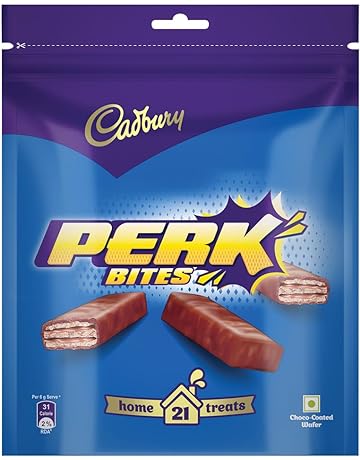 Cadbury
PERK
BITES
Per 6 g Serve*
31
Calorie
2%
RDA*
home 21 treats
Choco-Coated
Wafer